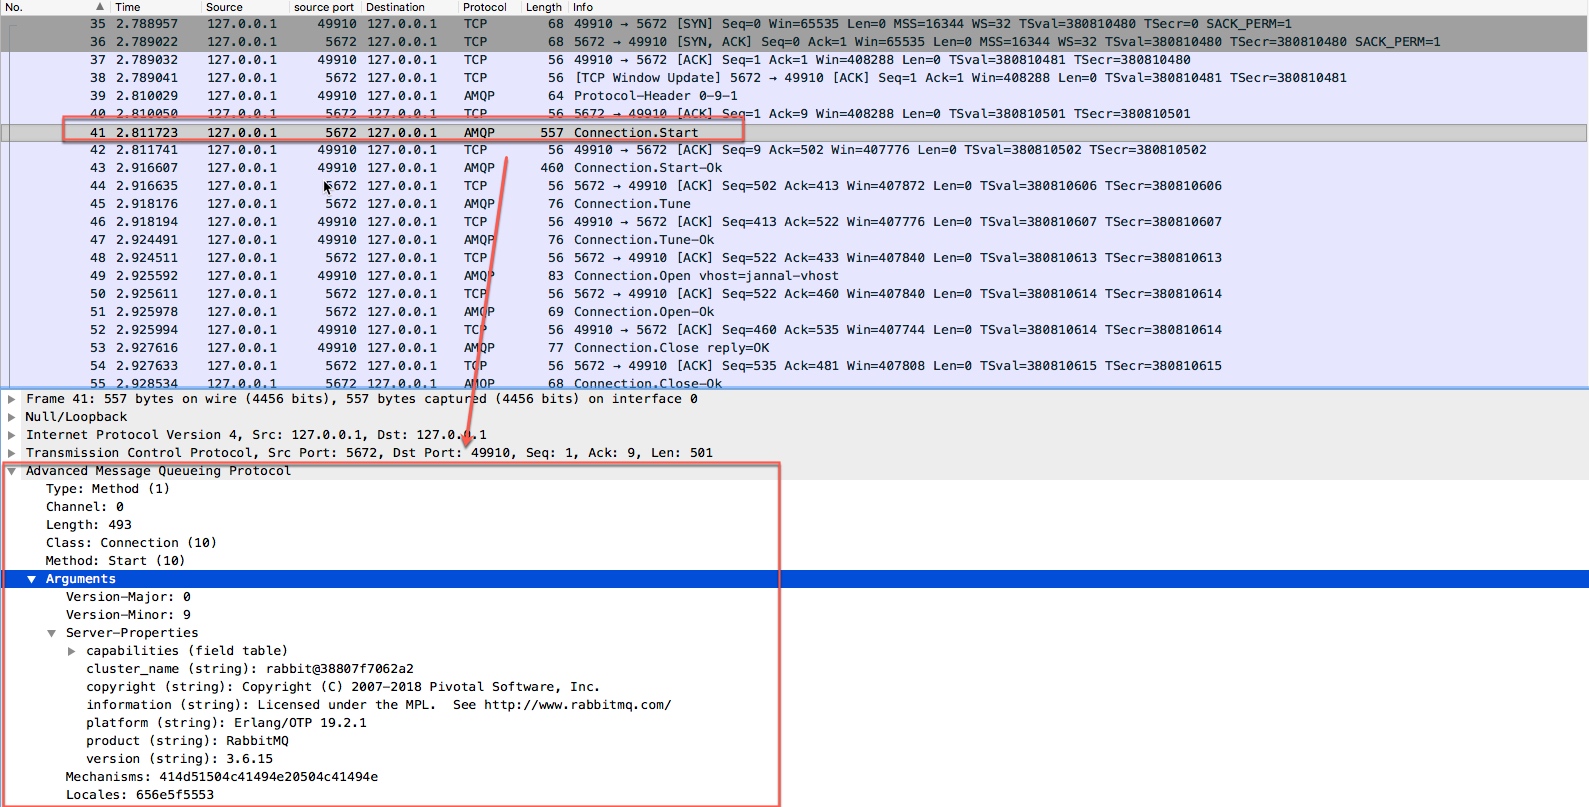 No. Time Source source port Destination Protocol Length Info
35 2.788957 127.0.0.1 49910 127.0.0.1 TCP 68 49910 → 5672 [SYN] Seq=0 Win=65535 Len=0 MSS=16344 WS=32 TSval=380810480 TSecr=0 SACK_PERM=1
36 2.789022 127.0.0.1 5672 127.0.0.1 TCP 68 5672 → 49910 [SYN, ACK] Seq=0 Ack=1 Win=65535 Len=0 MSS=16344 WS=32 TSval=380810480 TSecr=380810480 SACK_PERM=1
37 2.789032 127.0.0.1 49910 127.0.0.1 TCP 56 49910 → 5672 [ACK] Seq=1 Ack=1 Win=408288 Len=0 TSval=380810481 TSecr=380810480
38 2.789041 127.0.0.1 5672 127.0.0.1 TCP 56 [TCP Window Update] 5672 → 49910 [ACK] Seq=1 Ack=1 Win=408288 Len=0 TSval=380810481 TSecr=380810481
39 2.810029 127.0.0.1 49910 127.0.0.1 AMQP 64 Protocol-Header 0-9-1
40 2.810050 127.0.0.1 5672 127.0.0.1 TCP 56 5672 → 49910 [ACK] Seq=1 Ack=9 Win=408288 Len=0 TSval=380810501 TSecr=380810501
41 2.811723 127.0.0.1 5672 127.0.0.1 AMQP 557 Connection.Start
42 2.811741 127.0.0.1 49910 127.0.0.1 TCP 56 49910 → 5672 [ACK] Seq=9 Ack=502 Win=407776 Len=0 TSval=380810502 TSecr=380810502
43 2.916607 127.0.0.1 49910 127.0.0.1 AMQP 460 Connection.Start-Ok
44 2.916635 127.0.0.1 5672 127.0.0.1 TCP 56 5672 → 49910 [ACK] Seq=502 Ack=413 Win=407872 Len=0 TSval=380810606 TSecr=380810606
45 2.918176 127.0.0.1 5672 127.0.0.1 AMQP 76 Connection.Tune
46 2.918194 127.0.0.1 49910 127.0.0.1 TCP 56 49910 → 5672 [ACK] Seq=413 Ack=522 Win=407776 Len=0 TSval=380810607 TSecr=380810607
47 2.924491 127.0.0.1 49910 127.0.0.1 AMQP 76 Connection.Tune-Ok
48 2.924511 127.0.0.1 5672 127.0.0.1 TCP 56 5672 → 49910 [ACK] Seq=522 Ack=433 Win=407840 Len=0 TSval=380810613 TSecr=380810613
49 2.925592 127.0.0.1 49910 127.0.0.1 AMQP 83 Connection.Open vhost=jannal-vhost
50 2.925611 127.0.0.1 5672 127.0.0.1 TCP 56 5672 → 49910 [ACK] Seq=522 Ack=460 Win=407840 Len=0 TSval=380810614 TSecr=380810614
51 2.925978 127.0.0.1 5672 127.0.0.1 AMQP 69 Connection.Open-Ok
52 2.925994 127.0.0.1 49910 127.0.0.1 TCP 56 49910 → 5672 [ACK] Seq=460 Ack=535 Win=407744 Len=0 TSval=380810614 TSecr=380810614
53 2.927616 127.0.0.1 49910 127.0.0.1 AMQP 77 Connection.Close reply=OK
54 2.927633 127.0.0.1 5672 127.0.0.1 TCP 56 5672 → 49910 [ACK] Seq=535 Ack=481 Win=407808 Len=0 TSval=380810615 TSecr=380810615
55 2.928534 127.0.0.1 5672 127.0.0.1 AMQP 68 Connection.Close-Ok
Frame 41: 557 bytes on wire (4456 bits), 557 bytes captured (4456 bits) on interface 0
Null/Loopback
Internet Protocol Version 4, Src: 127.0.0.1, Dst: 127.0.0.1
Transmission Control Protocol, Src Port: 5672, Dst Port: 49910, Seq: 1, Ack: 9, Len: 501
Advanced Message Queueing Protocol
Type: Method (1)
Channel: 0
Length: 493
Class: Connection (10)
Method: Start (10)
Arguments
Version-Major: 0
Version-Minor: 9
Server-Properties
capabilities (field table)
cluster_name (string): rabbit@38807f7062a2
copyright (string): Copyright (C) 2007-2018 Pivotal Software, Inc.
information (string): Licensed under the MPL.  See http://www.rabbitmq.com/
platform (string): Erlang/OTP 19.2.1
product (string): RabbitMQ
version (string): 3.6.15
Mechanisms: 414d51504c41494e20504c41494e
Locales: 656e5f5553